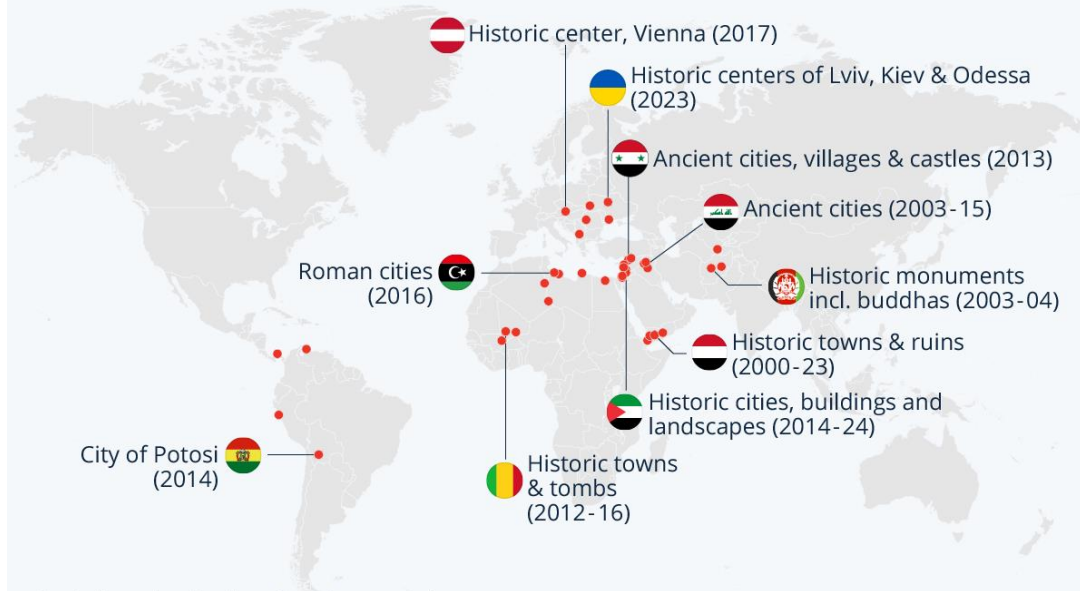 Historic center, Vienna (2017)
Historic centers of Lviv, Kiev & Odessa
(2023)
Ancient cities, villages & castles (2013)
Ancient cities (2003-15)
Roman cities
(2016)
Historic monuments
incl. buddhas (2003-04)
Historic towns & ruins
(2000-23)
Historic cities, buildings and
landscapes (2014-24)
City of Potosi
(2014)
Historic towns
& tombs
(2012-16)